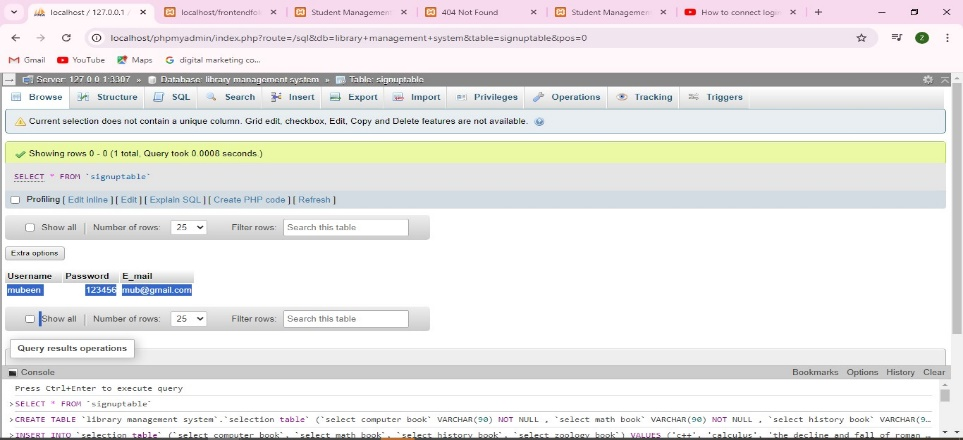 localhost / 127.0.0.1 /
localhost/frontendfo
Student Managemen
404 Not Found
Student Managemen
How to connect login
localhost/phpmyadmin/index.php?route=/sql&db=library+management+system&table=signuptable&pos=0
Z
Gmail YouTube Maps digital marketing co...
Server: 127.0.0.1:3307 » Database: library management system » Table: signuptable
Browse Structure SQL Search Insert Export Import Privileges Operations Tracking Triggers
Current selection does not contain a unique column. Grid edit, checkbox, Edit, Copy and Delete features are not available.
Showing rows 0 - 0 (1 total, Query took 0.0008 seconds.)
SELECT * FROM `signuptable`
Profiling [ Edit inline ] [ Edit ] [ Explain SQL ] [ Create PHP code ] [ Refresh ]
Show all | Number of rows: 25 Filter rows: Search this table
Extra options
Username Password E_mail
mubeen 123456 mub@gmail.com
Show all | Number of rows: 25 Filter rows: Search this table
Query results operations
Console Bookmarks Options History Clear
Press Ctrl+Enter to execute query
>SELECT * FROM `signuptable`
>CREATE TABLE `library management system`.`selection table` (`select computer book` VARCHAR(90) NOT NULL , `select math book` VARCHAR(90) NOT NULL , `select history book` VARCHAR(9...
>INSERT INTO `selection table` (`select computer book`, `select math book`, `select history book`, `select zoology book`) VALUES ('c++', 'calculus', 'the decline and fall of roman ...